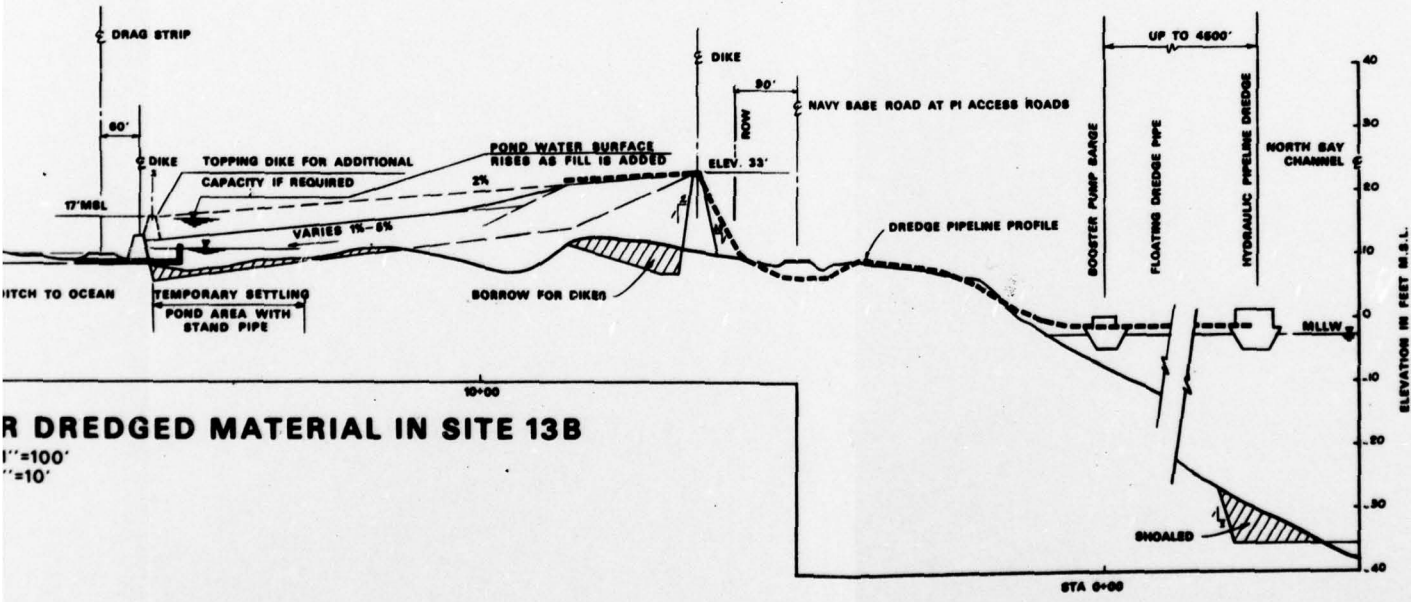 ℄ DRAG STRIP
60'
℄ DIKE
TOPPING DIKE FOR ADDITIONAL
CAPACITY IF REQUIRED
17' MSL
2%
POND WATER SURFACE
RISES AS FILL IS ADDED
VARIES 1%-5%
℄ DIKE
90'
ROW
ELEV. 33'
℄ NAVY BASE ROAD AT PI ACCESS ROADS
DREDGE PIPELINE PROFILE
UP TO 4500'
BOOSTER PUMP BARGE
FLOATING DREDGE PIPE
HYDRAULIC PIPELINE DREDGE
NORTH BAY
CHANNEL ℄
40
30
20
10
0
-10
-20
-30
-40
ELEVATION IN FEET M.S.L.
MLLW
DITCH TO OCEAN
TEMPORARY SETTLING
POND AREA WITH
STAND PIPE
BORROW FOR DIKES
10+00
R DREDGED MATERIAL IN SITE 13B
1''=100'
''=10'
SHOALED
STA 0+00